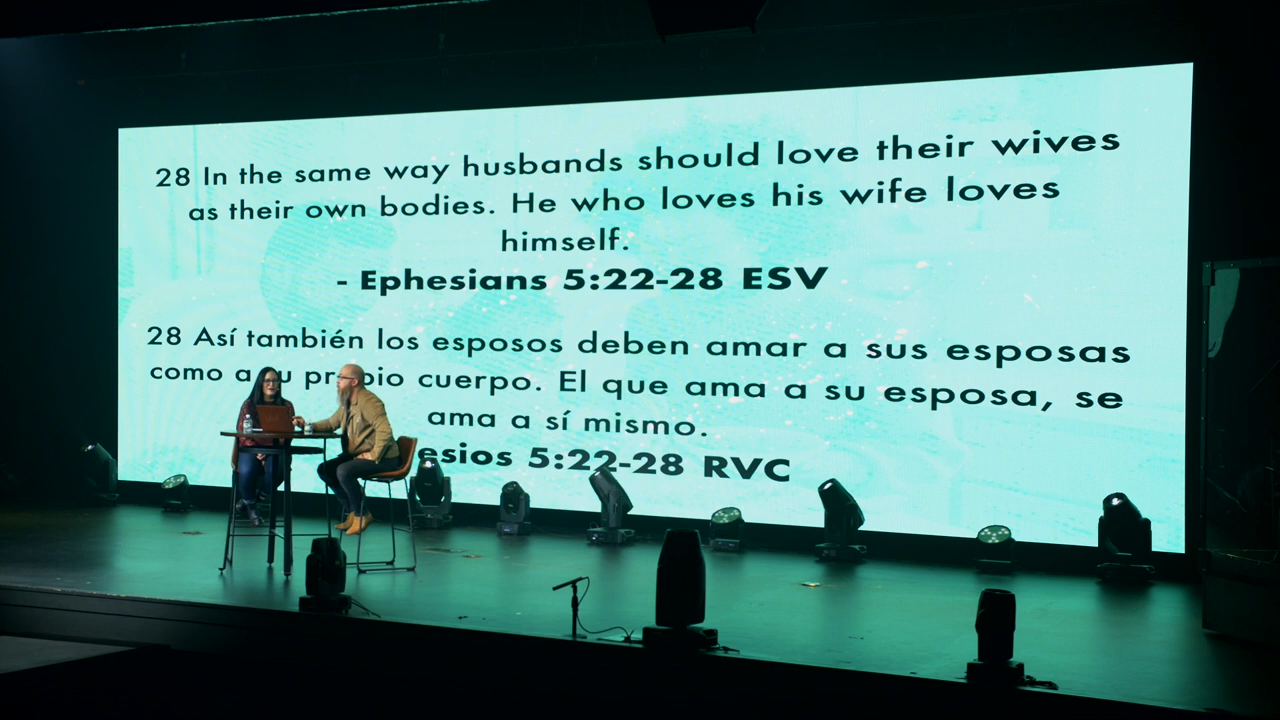 28 In the same way husbands should love their wives
as their own bodies. He who loves his wife loves
himself.
- Ephesians 5:22-28 ESV
28 Así también los esposos deben amar a sus esposas
como a cuerpo. El que ama a su esposa, se
ama a sí mismo.
5:22-28 RVC